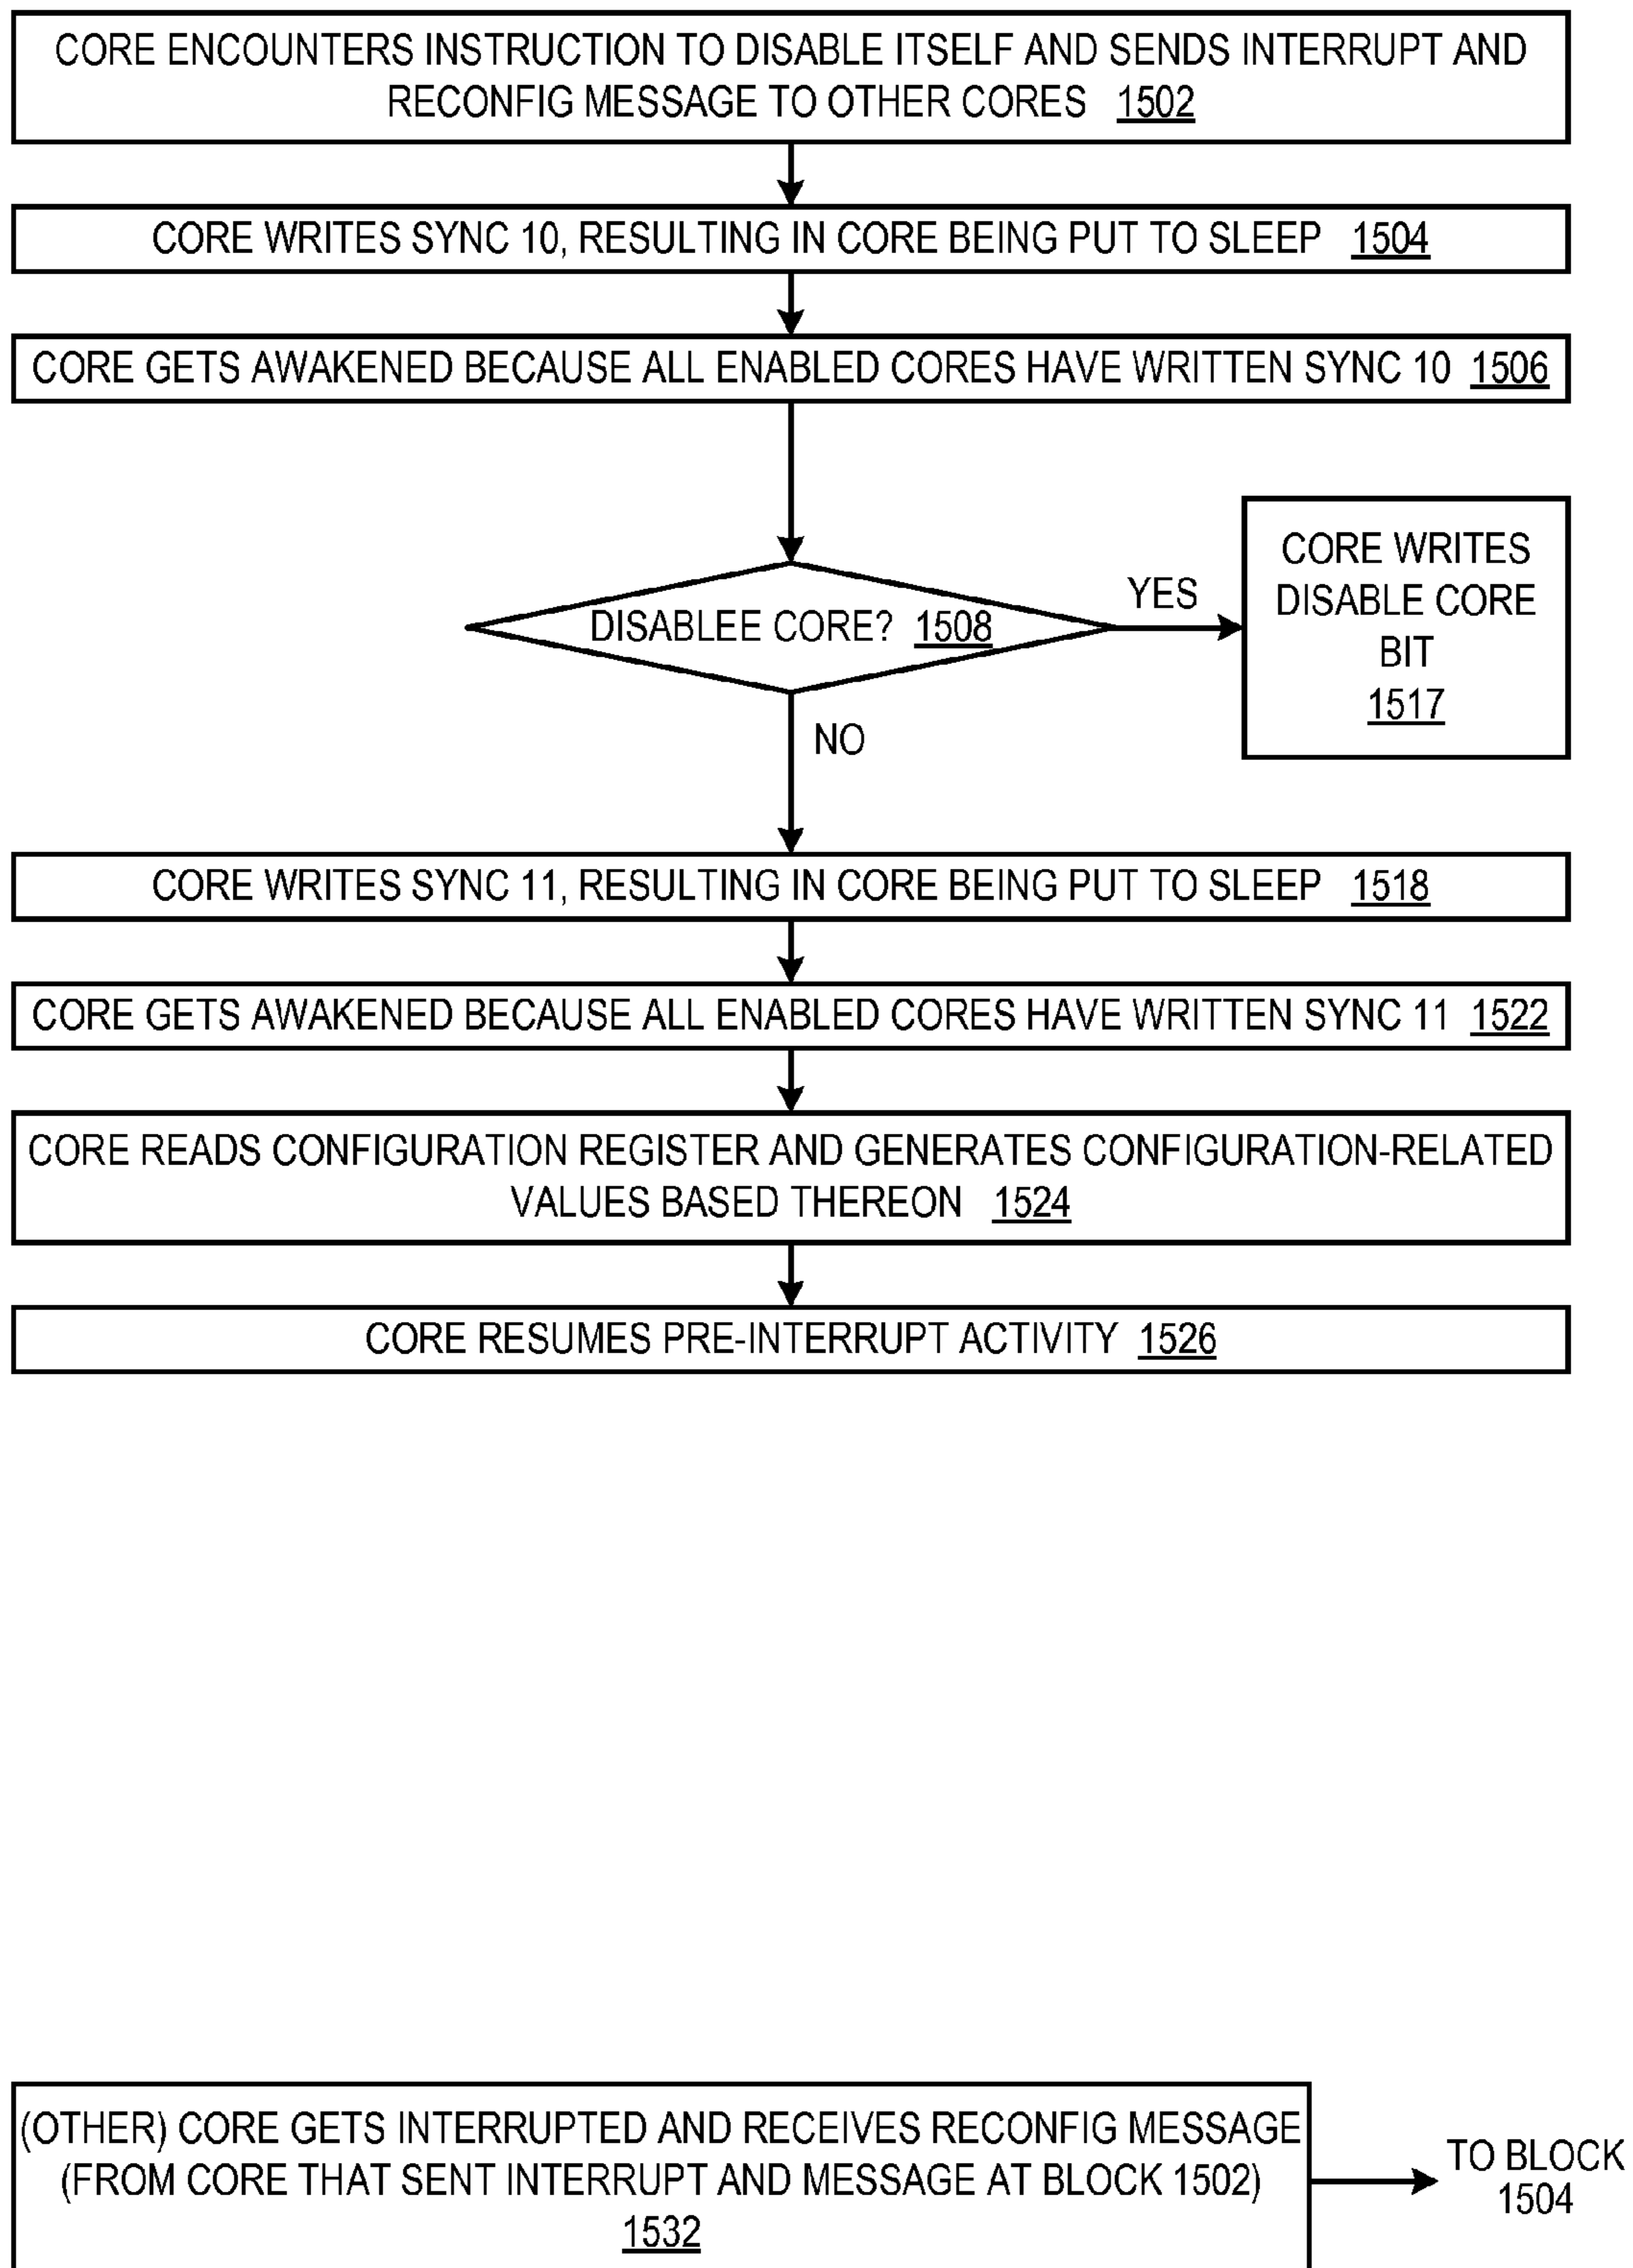 CORE ENCOUNTERS INSTRUCTION TO DISABLE ITSELF AND SENDS INTERRUPT AND
RECONFIG MESSAGE TO OTHER CORES 1502
CORE WRITES SYNC 10, RESULTING IN CORE BEING PUT TO SLEEP 1504
CORE GETS AWAKENED BECAUSE ALL ENABLED CORES HAVE WRITTEN SYNC 10 1506
DISABLEE CORE? 1508
YES
CORE WRITES
DISABLE CORE
BIT
1517
NO
CORE WRITES SYNC 11, RESULTING IN CORE BEING PUT TO SLEEP 1518
CORE GETS AWAKENED BECAUSE ALL ENABLED CORES HAVE WRITTEN SYNC 11 1522
CORE READS CONFIGURATION REGISTER AND GENERATES CONFIGURATION-RELATED
VALUES BASED THEREON 1524
CORE RESUMES PRE-INTERRUPT ACTIVITY 1526
(OTHER) CORE GETS INTERRUPTED AND RECEIVES RECONFIG MESSAGE
(FROM CORE THAT SENT INTERRUPT AND MESSAGE AT BLOCK 1502)
1532
TO BLOCK
1504